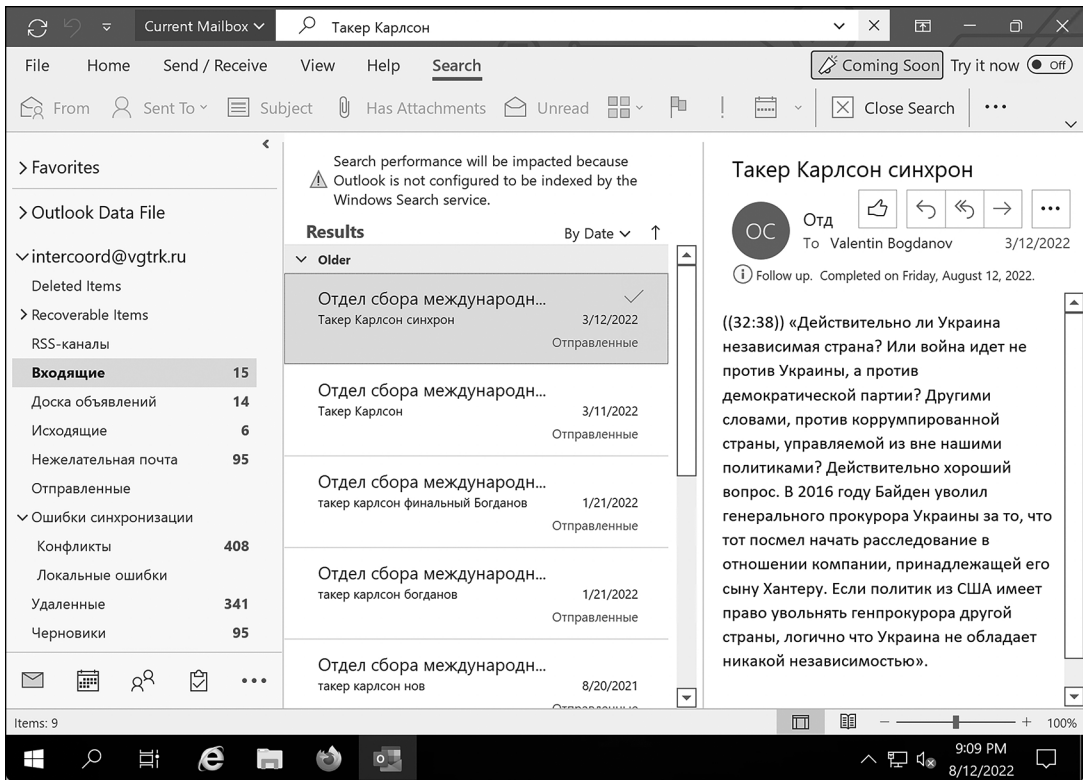 Current Mailbox
Такер Карлсон
File Home Send / Receive View Help Search
Coming Soon Try it now Off
From Sent To Subject Has Attachments Unread Close Search
Favorites
Outlook Data File
intercoord@vgtrk.ru
Deleted Items
Recoverable Items
RSS-каналы
Входящие 15
Доска объявлений 14
Исходящие 6
Нежелательная почта 95
Отправленные
Ошибки синхронизации
Конфликты 408
Локальные ошибки
Удаленные 341
Черновики 95
Search performance will be impacted because
Outlook is not configured to be indexed by the
Windows Search service.
Results By Date
Older
Отдел сбора международн...
Такер Карлсон синхрон 3/12/2022
Отправленные
Отдел сбора международн...
Такер Карлсон 3/11/2022
Отправленные
Отдел сбора международн...
такер карлсон финальный Богданов 1/21/2022
Отправленные
Отдел сбора международн...
такер карлсон богданов 1/21/2022
Отправленные
Отдел сбора международн...
такер карлсон нов 8/20/2021
Отправленные
Такер Карлсон синхрон
ОС
Отд
To Valentin Bogdanov 3/12/2022
Follow up. Completed on Friday, August 12, 2022.
((32:38)) «Действительно ли Украина
независимая страна? Или война идет не
против Украины, а против
демократической партии? Другими
словами, против коррумпированной
страны, управляемой из вне нашими
политиками? Действительно хороший
вопрос. В 2016 году Байден уволил
генерального прокурора Украины за то, что
тот посмел начать расследование в
отношении компании, принадлежащей его
сыну Хантеру. Если политик из США имеет
право увольнять генпрокурора другой
страны, логично что Украина не обладает
никакой независимостью».
Items: 9 100%
9:09 PM
8/12/2022